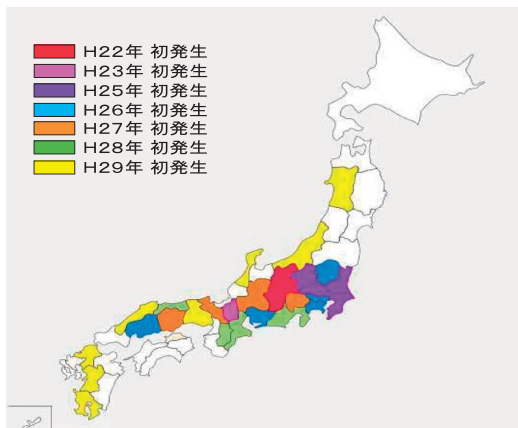 H22年 初発生
H23年 初発生
H25年 初発生
H26年 初発生
H27年 初発生
H28年 初発生
H29年 初発生